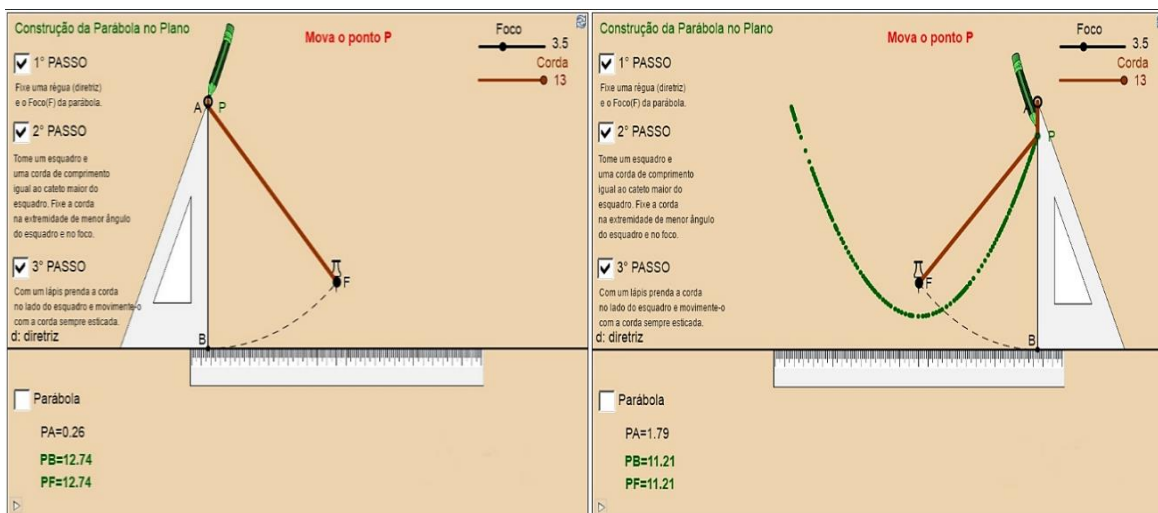 Construção da Parábola no Plano
Mova o ponto P
Foco
3.5
Corda
13
1° PASSO
Fixe uma régua (diretriz)
e o Foco(F) da parábola.
A
P
2° PASSO
Tome um esquadro e
uma corda de comprimento
igual ao cateto maior do
esquadro. Fixe a corda
na extremidade de menor ângulo
do esquadro e no foco.
3° PASSO
F
Com um lápis prenda a corda
no lado do esquadro e movimente-o
com a corda sempre esticada.
d: diretriz
B
Parábola
PA=0.26
PB=12.74
PF=12.74
Construção da Parábola no Plano
Mova o ponto P
Foco
3.5
Corda
13
1° PASSO
Fixe uma régua (diretriz)
e o Foco(F) da parábola.
A
P
2° PASSO
Tome um esquadro e
uma corda de comprimento
igual ao cateto maior do
esquadro. Fixe a corda
na extremidade de menor ângulo
do esquadro e no foco.
3° PASSO
F
Com um lápis prenda a corda
no lado do esquadro e movimente-o
com a corda sempre esticada.
d: diretriz
B
Parábola
PA=1.79
PB=11.21
PF=11.21